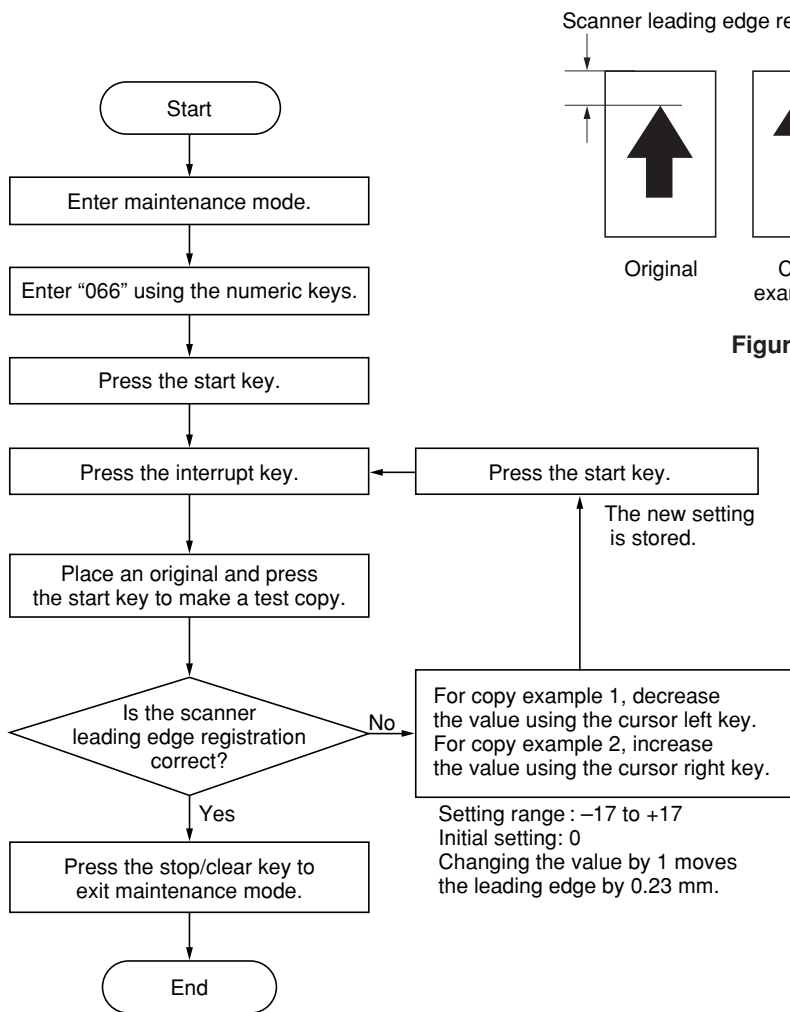 Scanner leading edge
Start
Enter maintenance mode.
Original
Enter “066” using the numeric keys.
Press the start key.
Press the interrupt key.
Press the start key.
The new setting
is stored.
Place an original and press
the start key to make a test copy.
Is the scanner
leading edge registration
correct?
No
Yes
For copy example 1, decrease
the value using the cursor left key.
For copy example 2, increase
the value using the cursor right key.
Setting range : –17 to +17
Initial setting: 0
Changing the value by 1 moves
the leading edge by 0.23 mm.
Press the stop/clear key to
exit maintenance mode.
End